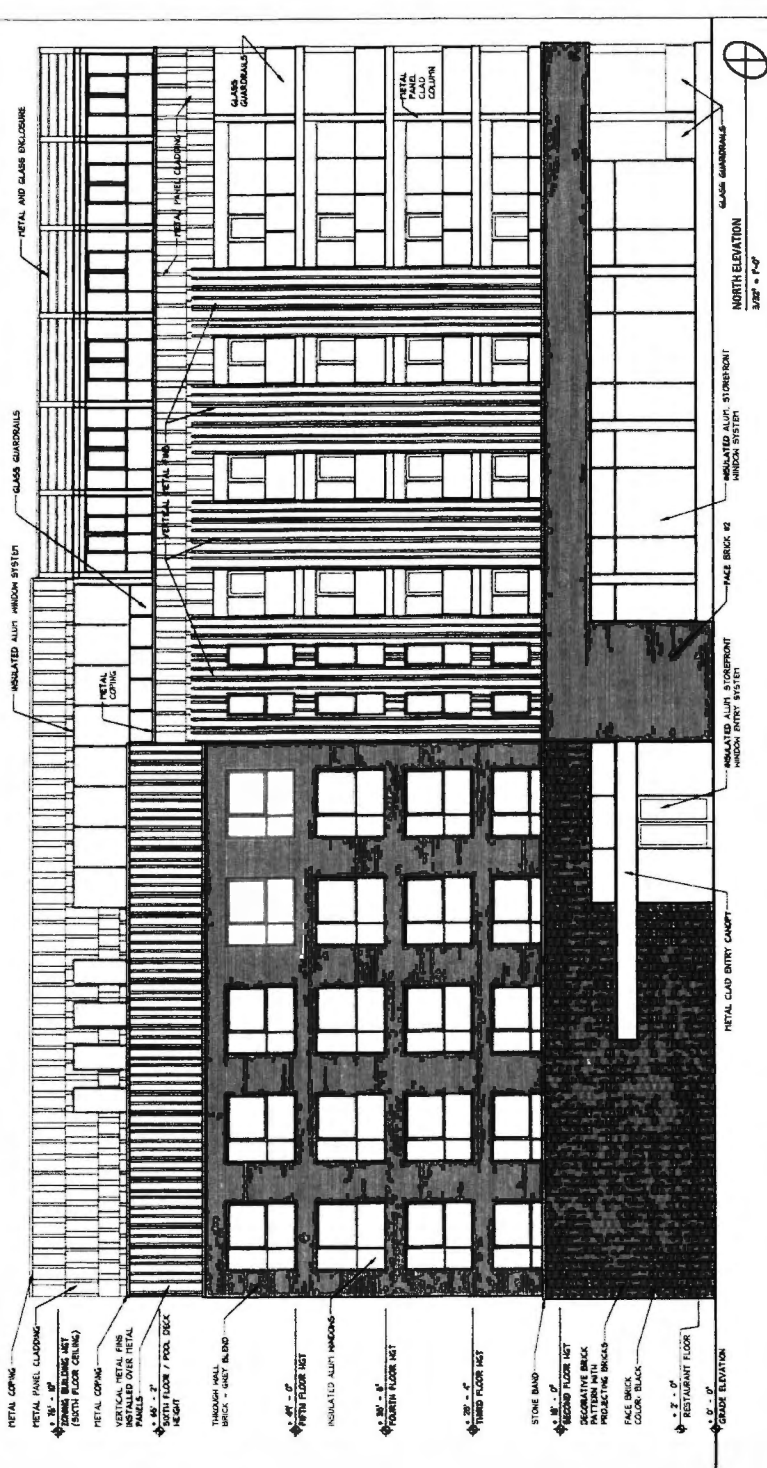 METAL COPING
METAL PANEL CLADDING
+ 76' - 10"
ZONING BUILDING HGT
(SIXTH FLOOR CEILING)
METAL COPING
VERTICAL METAL FINS
INSTALLED OVER METAL
PANELS
+ 66' - 2"
SIXTH FLOOR / POOL DECK
HEIGHT
THROUGH WALL
BRICK - GREY BLEND
+ 49' - 0"
FIFTH FLOOR HGT
INSULATED ALUM WINDOWS
+ 38' - 8"
FOURTH FLOOR HGT
+ 28' - 4"
THIRD FLOOR HGT
STONE BAND
+ 18' - 0"
SECOND FLOOR HGT
DECORATIVE BRICK
PATTERN WITH
PROJECTING BRICKS
FACE BRICK
COLOR: BLACK
+ 2' - 0"
RESTAURANT FLOOR
+ 0' - 0"
GRADE ELEVATION
INSULATED ALUM WINDOW SYSTEM
GLASS GUARDRAILS
METAL AND GLASS ENCLOSURE
METAL
COPING
VERTICAL METAL FINS
METAL PANEL CLADDING
GLASS
GUARDRAILS
METAL
PANEL
CLAD
COLUMN
METAL CLAD ENTRY CANOPY
INSULATED ALUM STOREFRONT
WINDOW ENTRY SYSTEM
FACE BRICK #2
INSULATED ALUM. STOREFRONT
WINDOW SYSTEM
GLASS GUARDRAILS
NORTH ELEVATION
3/32" = 1'-0"